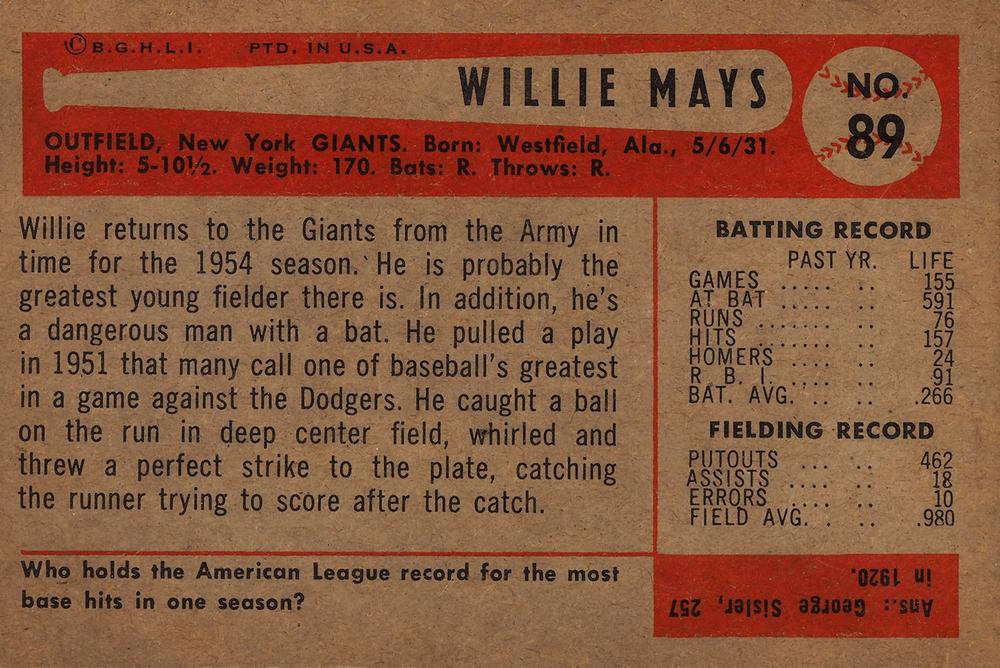 © B.G.H.L.I. PTD. IN U.S.A.
WILLIE MAYS
NO.
89
OUTFIELD, New York GIANTS. Born: Westfield, Ala., 5/6/31.
Height: 5-10½. Weight: 170. Bats: R. Throws: R.
Willie returns to the Giants from the Army in
time for the 1954 season. He is probably the
greatest young fielder there is. In addition, he's
a dangerous man with a bat. He pulled a play
in 1951 that many call one of baseball's greatest
in a game against the Dodgers. He caught a ball
on the run in deep center field, whirled and
threw a perfect strike to the plate, catching
the runner trying to score after the catch.
Who holds the American League record for the most
base hits in one season?
BATTING RECORD
PAST YR. LIFE
GAMES ..... .. 155
AT BAT ..... .. 591
RUNS ....... .. 76
HITS ....... .. 157
HOMERS .... .. 24
R. B. I. .... .. 91
BAT. AVG. .. .. .266
FIELDING RECORD
PUTOUTS ... .. 462
ASSISTS .... .. 18
ERRORS .... .. 10
FIELD AVG. . .. .980
Ans.: George Sisler, 257
in 1920.